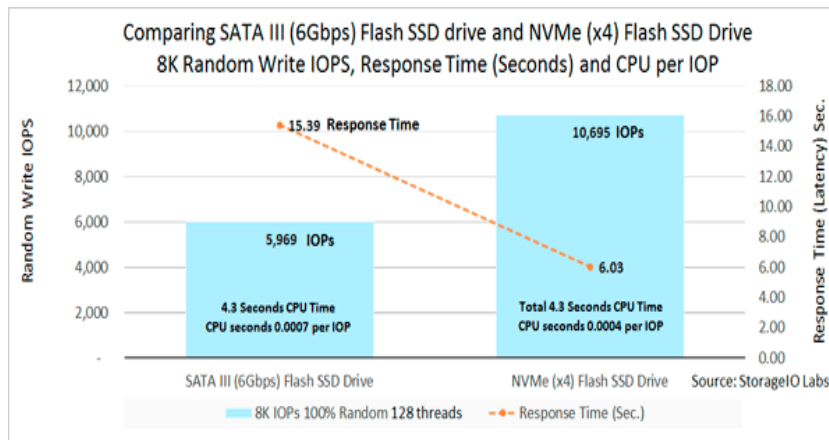 Comparing SATA III (6Gbps) Flash SSD drive and NVMe (x4) Flash SSD Drive
8K Random Write IOPS, Response Time (Seconds) and CPU per IOP
Random Write IOPS
12,000
10,000
8,000
6,000
4,000
2,000
-
15.39 Response Time
5,969 IOPs
4.3 Seconds CPU Time
CPU seconds 0.0007 per IOP
10,695 IOPs
6.03
Total 4.3 Seconds CPU Time
CPU seconds 0.0004 per IOP
18.00
16.00
14.00
12.00
10.00
8.00
6.00
4.00
2.00
0.00
Response Time (Latency) Sec.
SATA III (6Gbps) Flash SSD Drive
NVMe (x4) Flash SSD Drive
Source: StorageIO Labs
8K IOPs 100% Random 128 threads
Response Time (Sec.)